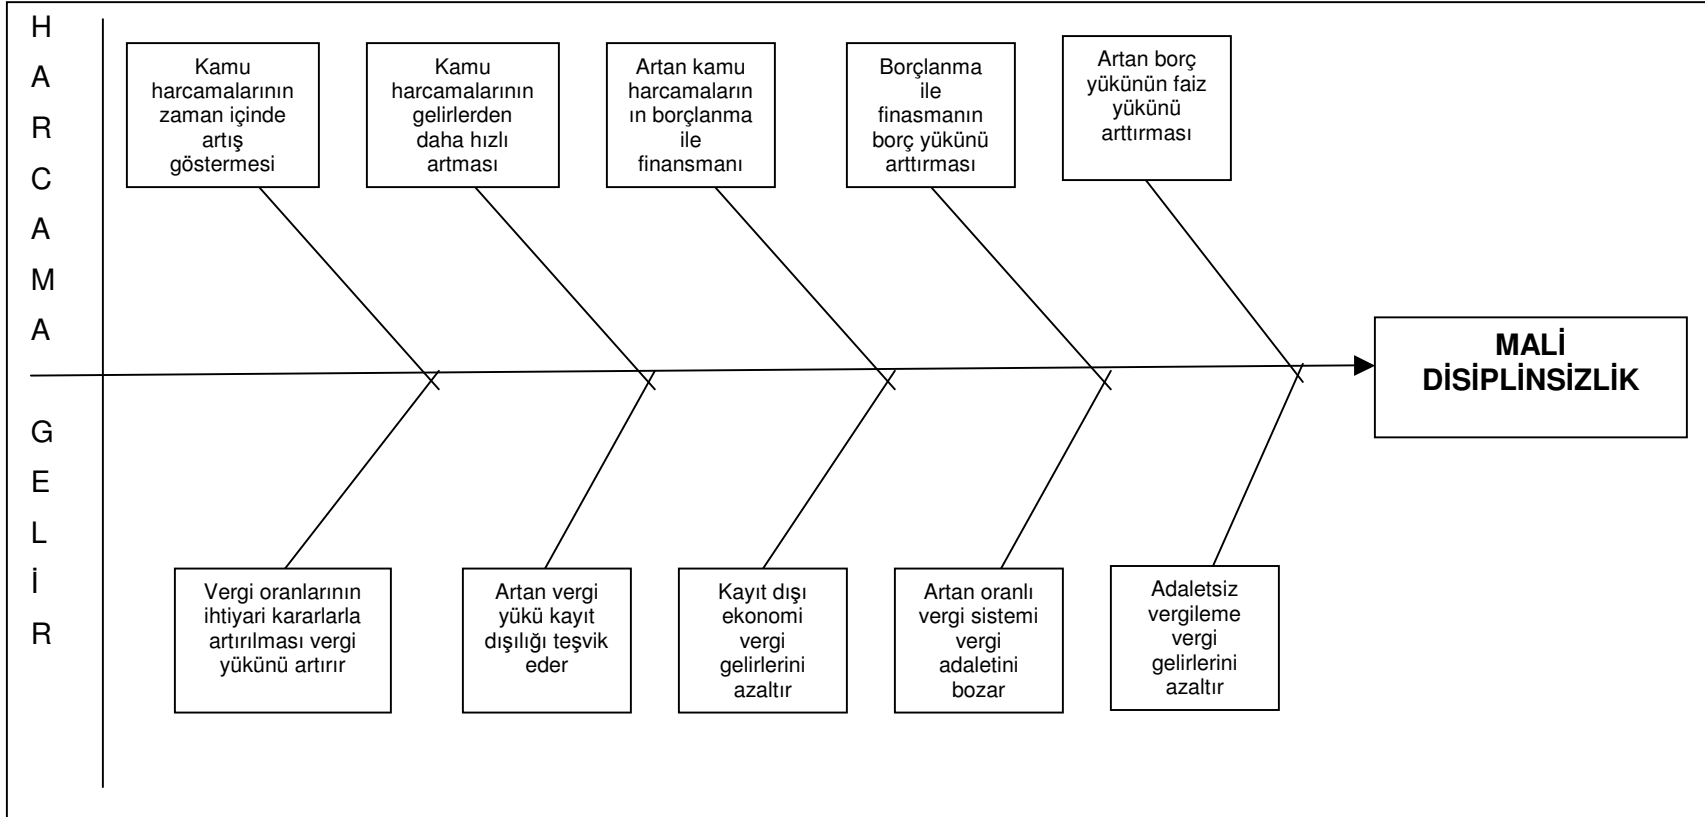 H
A
R
C
A
M
A
Kamu
harcamalarının
zaman içinde
artış
göstermesi
Kamu
harcamalarının
gelirlerden
daha hızlı
artması
Artan kamu
harcamaların
ın borçlanma
ile
finansmanı
Borçlanma
ile
finasmanın
borç yükünü
arttırması
Artan borç
yükünün faiz
yükünü
arttırması
MALİ
DİSİPLİNSİZLİK
G
E
L
İ
R
Vergi oranlarının
ihtiyari kararlarla
artırılması vergi
yükünü artırır
Artan vergi
yükü kayıt
dışılığı teşvik
eder
Kayıt dışı
ekonomi
vergi
gelirlerini
azaltır
Artan oranlı
vergi sistemi
vergi
adaletini
bozar
Adaletsiz
vergileme
vergi
gelirlerini
azaltır